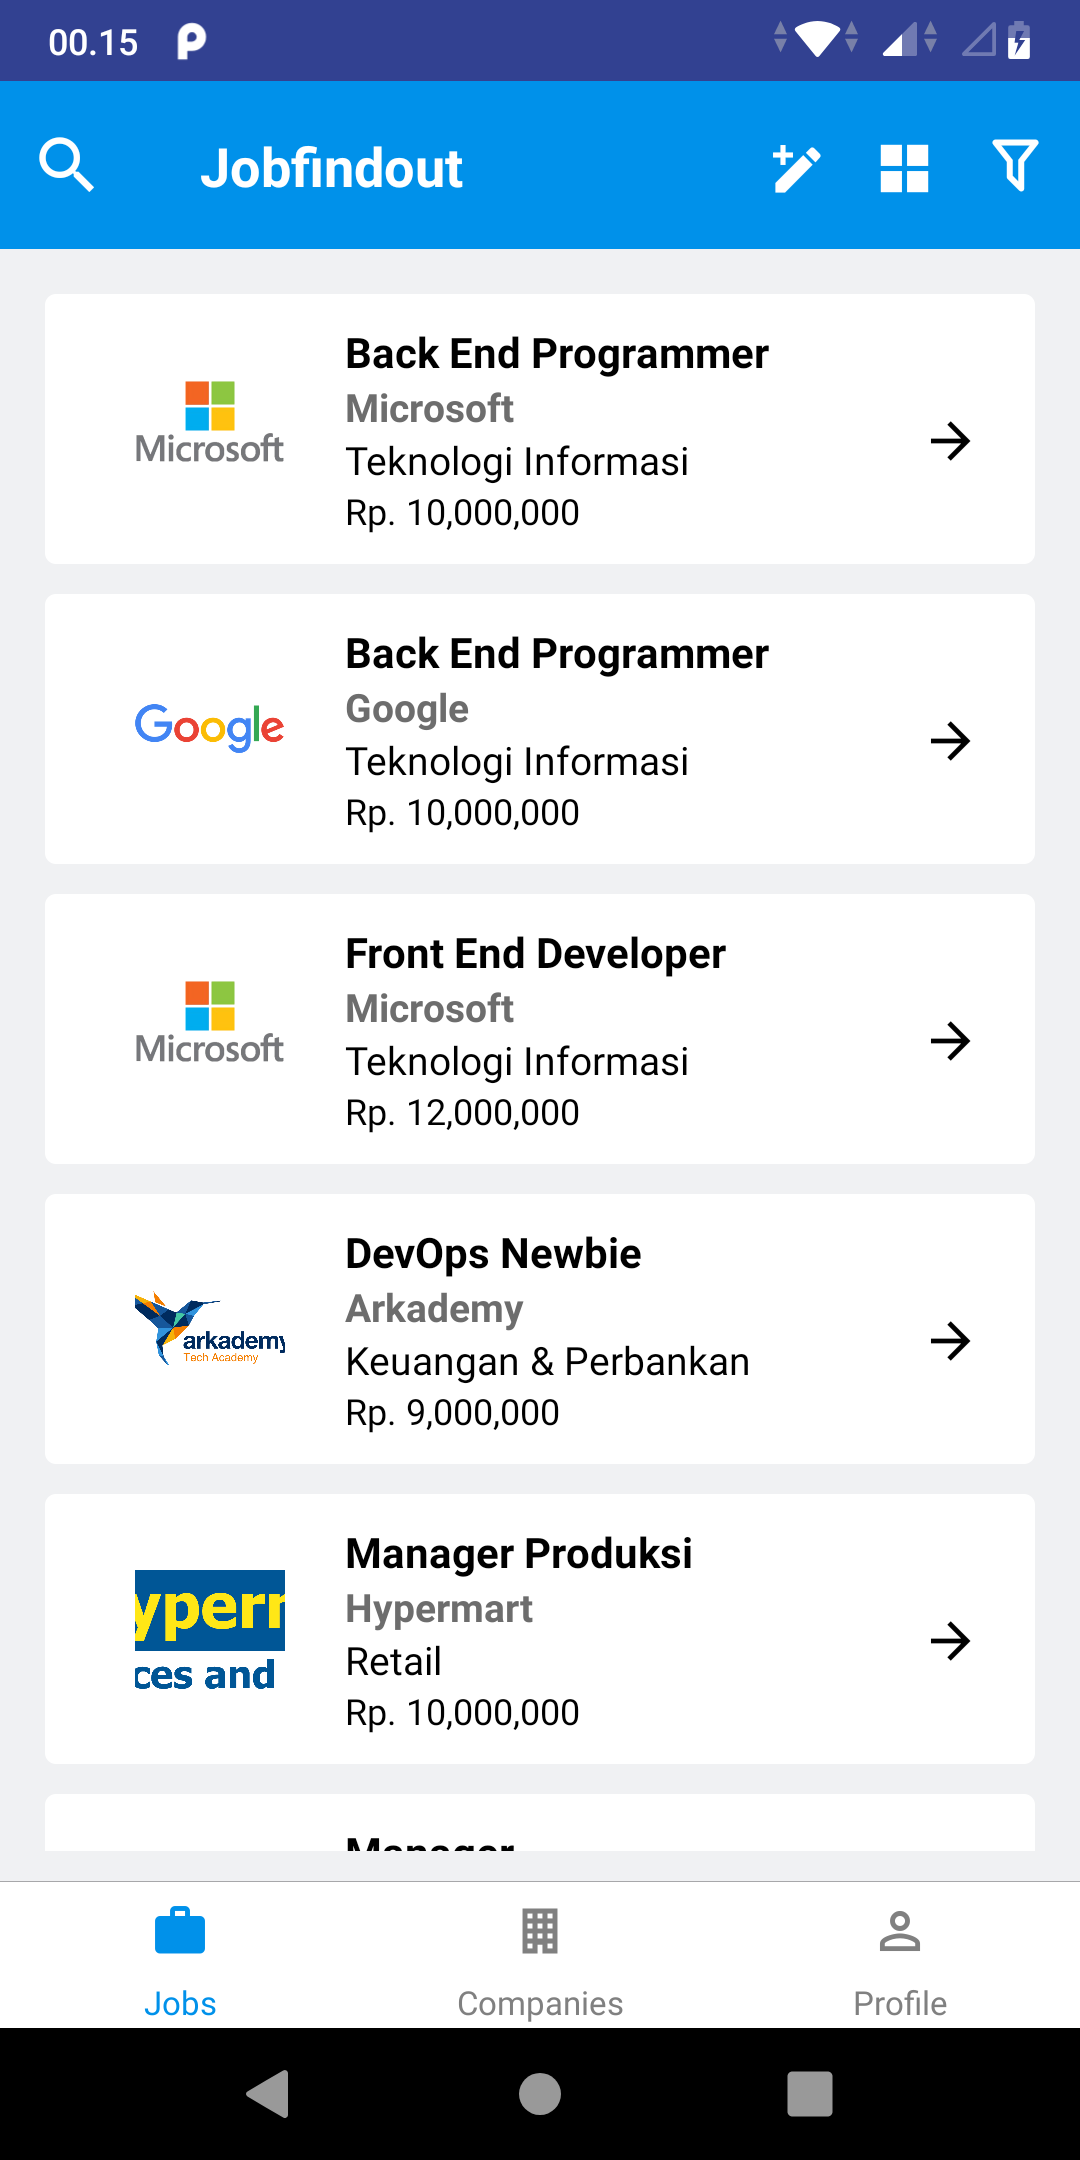 00.15
Jobfindout
Back End Programmer
Microsoft
Microsoft
Teknologi Informasi
Rp. 10,000,000
Back End Programmer
Google
Google
Teknologi Informasi
Rp. 10,000,000
Front End Developer
Microsoft
Microsoft
Teknologi Informasi
Rp. 12,000,000
DevOps Newbie
arkademy
Tech Academy
Arkademy
Keuangan & Perbankan
Rp. 9,000,000
Manager Produksi
yperm
ces and
Hypermart
Retail
Rp. 10,000,000
Manager
Jobs
Companies
Profile